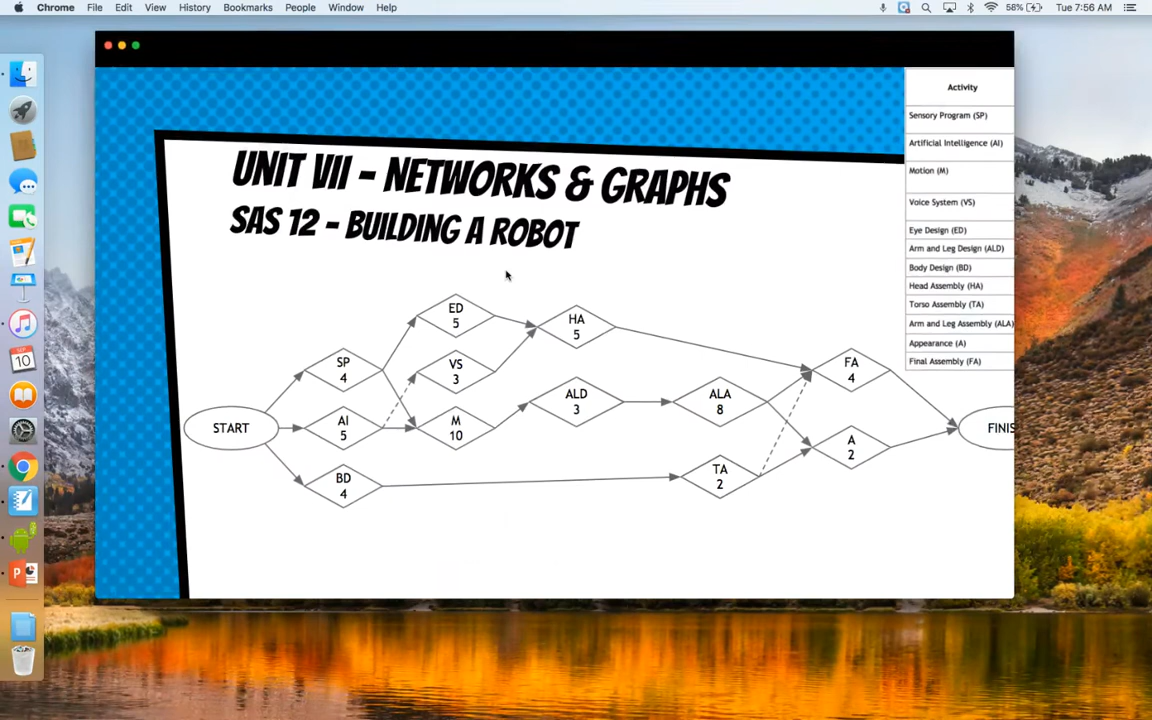 Chrome File Edit View History Bookmarks People Window Help 58% Tue 7:56 AM
UNIT VII - NETWORKS & GRAPHS
SAS 12 - BUILDING A ROBOT
Activity
Sensory Program (SP)
Artificial Intelligence (AI)
Motion (M)
Voice System (VS)
Eye Design (ED)
Arm and Leg Design (ALD)
Body Design (BD)
Head Assembly (HA)
Torso Assembly (TA)
Arm and Leg Assembly (ALA)
Appearance (A)
Final Assembly (FA)
START
SP
4
AI
5
BD
4
ED
5
VS
3
M
10
HA
5
ALD
3
ALA
8
TA
2
FA
4
A
2
FINIS
SEP
10
P